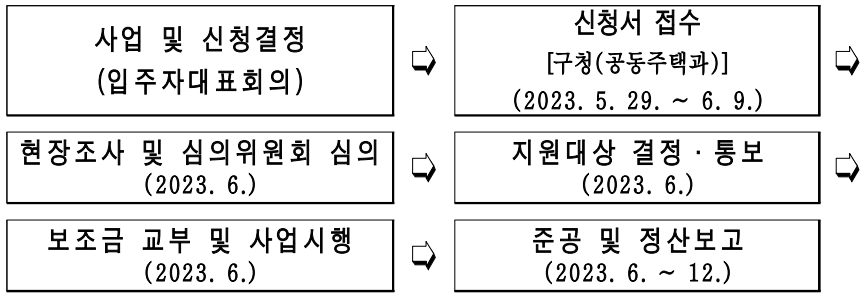 사업 및 신청결정
(입주자대표회의)
신청서 접수
[구청(공동주택과)]
(2023. 5. 29. ~ 6. 9.)
현장조사 및 심의위원회 심의
(2023. 6.)
지원대상 결정·통보
(2023. 6.)
보조금 교부 및 사업시행
(2023. 6.)
준공 및 정산보고
(2023. 6. ~ 12.)